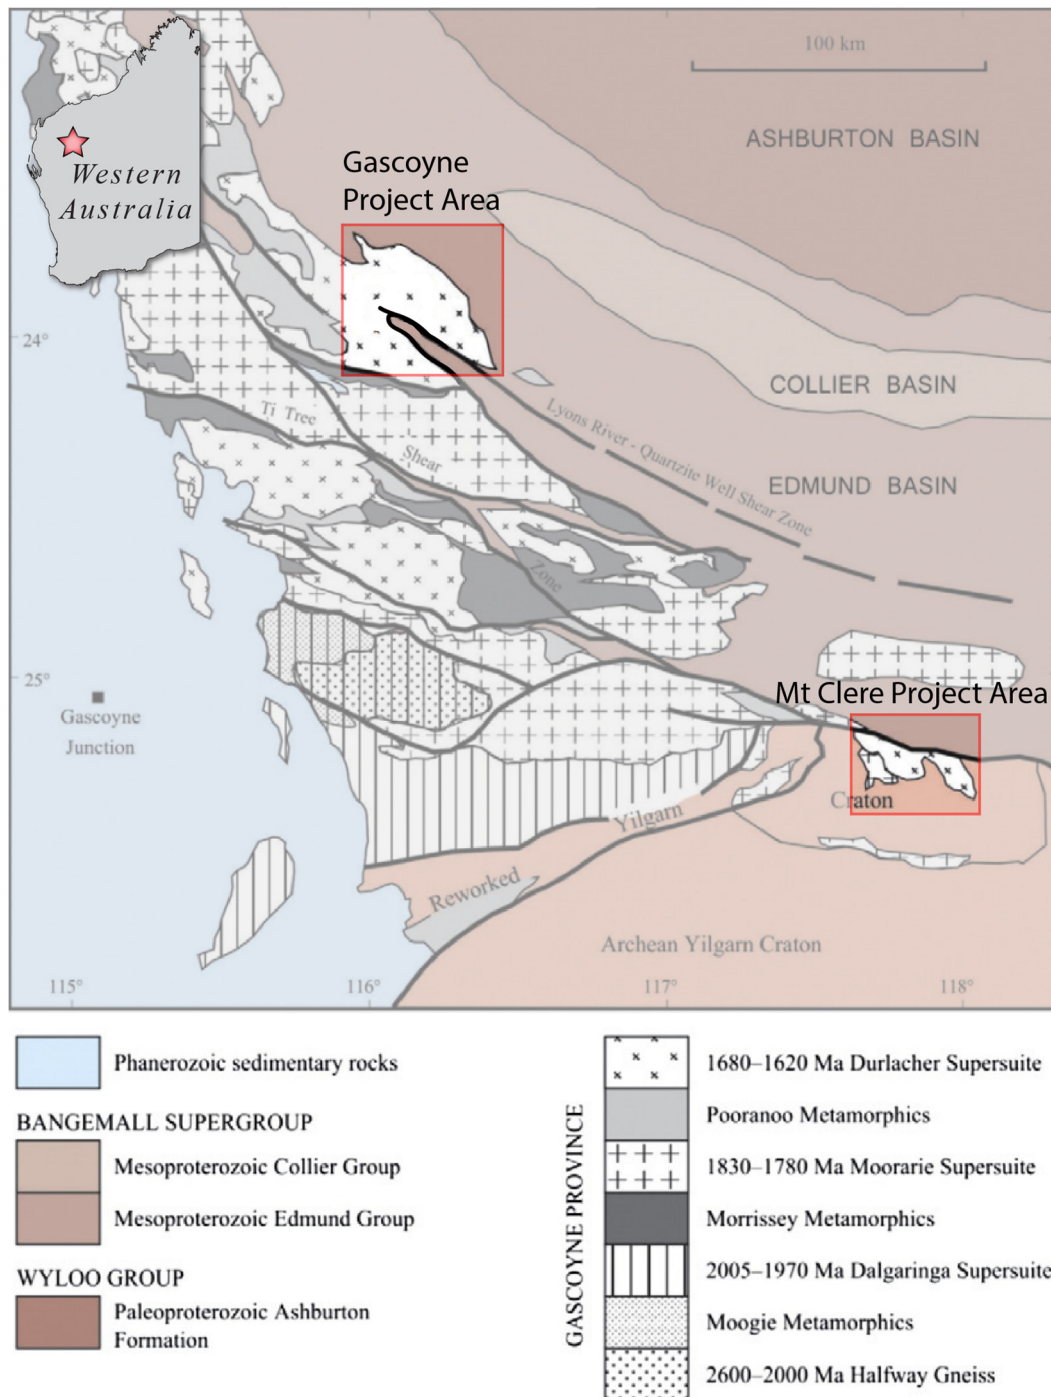 100 km
ASHBURTON BASIN
Western
Australia
Gascoyne
Project Area
24°
COLLIER BASIN
Ti Tree
Shear
Zone
Lyons River - Quartzite Well Shear Zone
EDMUND BASIN
25°
Gascoyne
Junction
Mt Clere Project Area
Craton
Yilgarn
Reworked
Archean Yilgarn Craton
115°
116°
117°
118°
Phanerozoic sedimentary rocks
BANGEMALL SUPERGROUP
Mesoproterozoic Collier Group
Mesoproterozoic Edmund Group
WYLOO GROUP
Paleoproterozoic Ashburton
Formation
GASCOYNE PROVINCE
1680–1620 Ma Durlacher Supersuite
Pooranoo Metamorphics
1830–1780 Ma Moorarie Supersuite
Morrissey Metamorphics
2005–1970 Ma Dalgaringa Supersuite
Moogie Metamorphics
2600–2000 Ma Halfway Gneiss